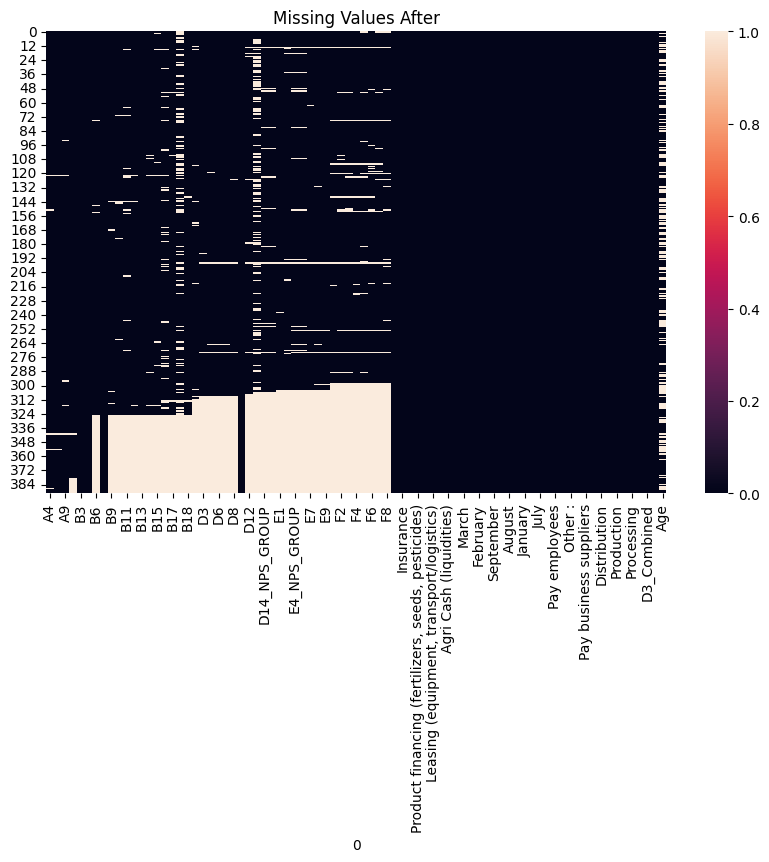 Missing Values After
0
12
24
36
48
60
72
84
96
108
120
132
144
156
168
180
192
204
216
228
240
252
264
276
288
300
312
324
336
348
360
372
384
1.0
0.8
0.6
0.4
0.2
0.0
A4
A9
B3
B6
B9
B11
B13
B15
B17
B18
D3
D6
D8
D12
D14_NPS_GROUP
E1
E4_NPS_GROUP
E7
E9
F2
F4
F6
F8
Insurance
Product financing (fertilizers, seeds, pesticides)
Leasing (equipment, transport/logistics)
Agri Cash (liquidities)
March
February
September
August
January
July
Pay employees
Other :
Pay business suppliers
Distribution
Production
Processing
D3_Combined
Age
0